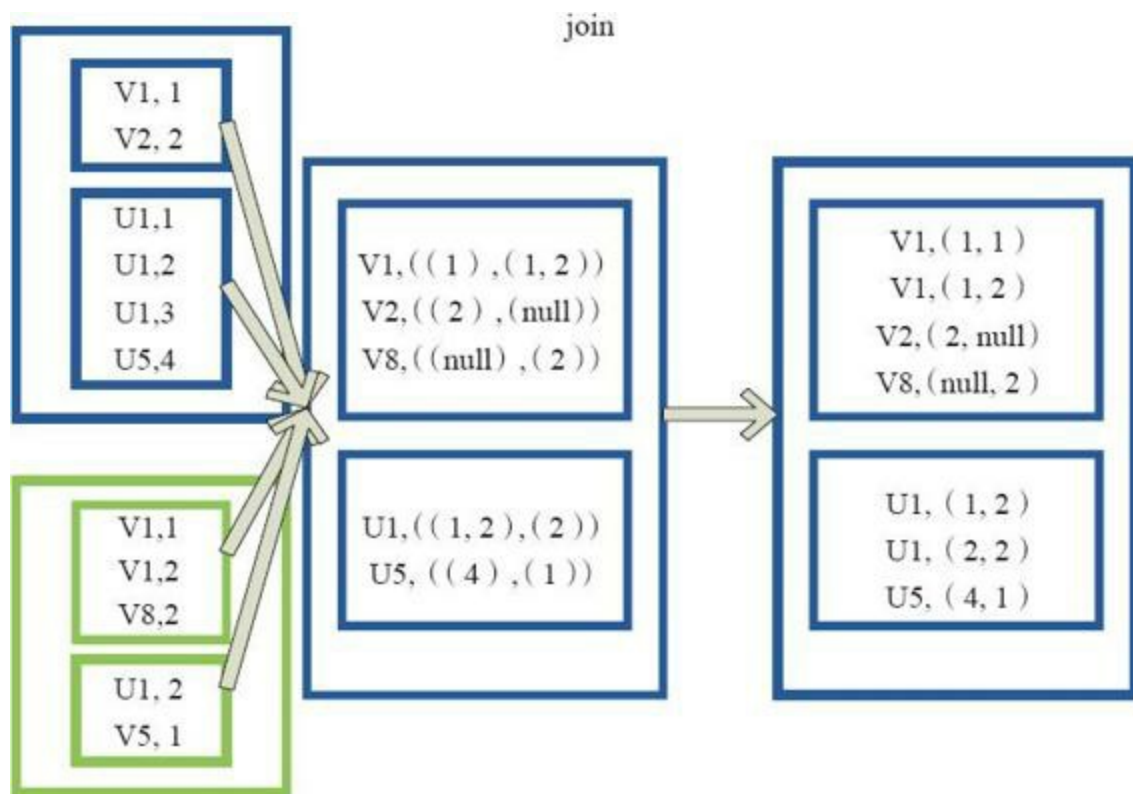 join
V1, 1
V2, 2
U1,1
U1,2
U1,3
U5,4
V1,1
V1,2
V8,2
U1, 2
V5, 1
V1,((1),(1,2))
V2,((2),(null))
V8,((null),(2))
U1,((1,2),(2))
U5, ((4),(1))
V1,(1,1)
V1,(1,2)
V2,(2, null)
V8,(null, 2)
U1, (1,2)
U1, (2,2)
U5, (4,1)